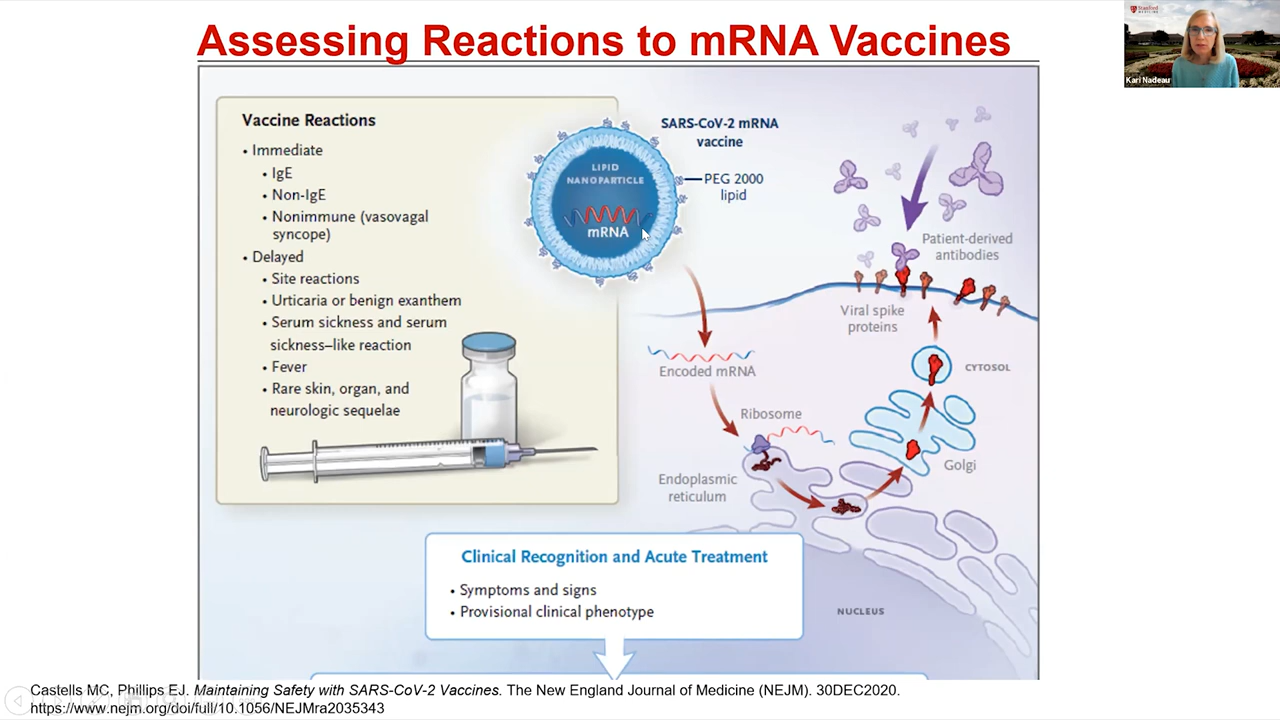 Assessing Reactions to mRNA Vaccines
Stanford
MEDICINE
Kari Nadeau
Vaccine Reactions
• Immediate
• IgE
• Non-IgE
• Nonimmune (vasovagal
syncope)
• Delayed
• Site reactions
• Urticaria or benign exanthem
• Serum sickness and serum
sickness–like reaction
• Fever
• Rare skin, organ, and
neurologic sequelae
LIPID
NANOPARTICLE
mRNA
SARS-CoV-2 mRNA
vaccine
PEG 2000
lipid
Patient-derived
antibodies
Viral spike
proteins
Encoded mRNA
CYTOSOL
Ribosome
Golgi
Endoplasmic
reticulum
NUCLEUS
Clinical Recognition and Acute Treatment
• Symptoms and signs
• Provisional clinical phenotype
Castells MC, Phillips EJ. Maintaining Safety with SARS-CoV-2 Vaccines. The New England Journal of Medicine (NEJM). 30DEC2020.
https://www.nejm.org/doi/full/10.1056/NEJMra2035343